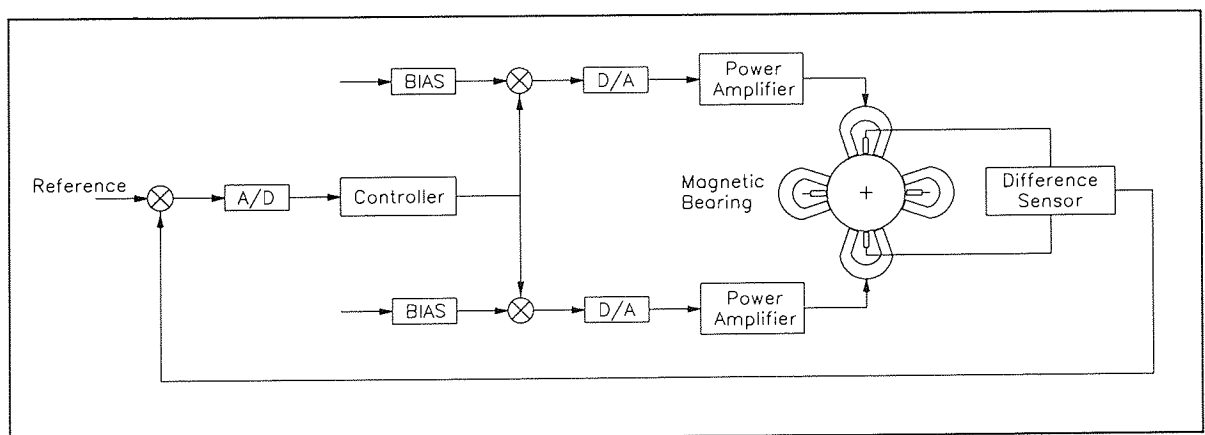 BIAS
D/A
Power
Amplifier
Reference
A/D
Controller
Magnetic
Bearing
Difference
Sensor
BIAS
D/A
Power
Amplifier